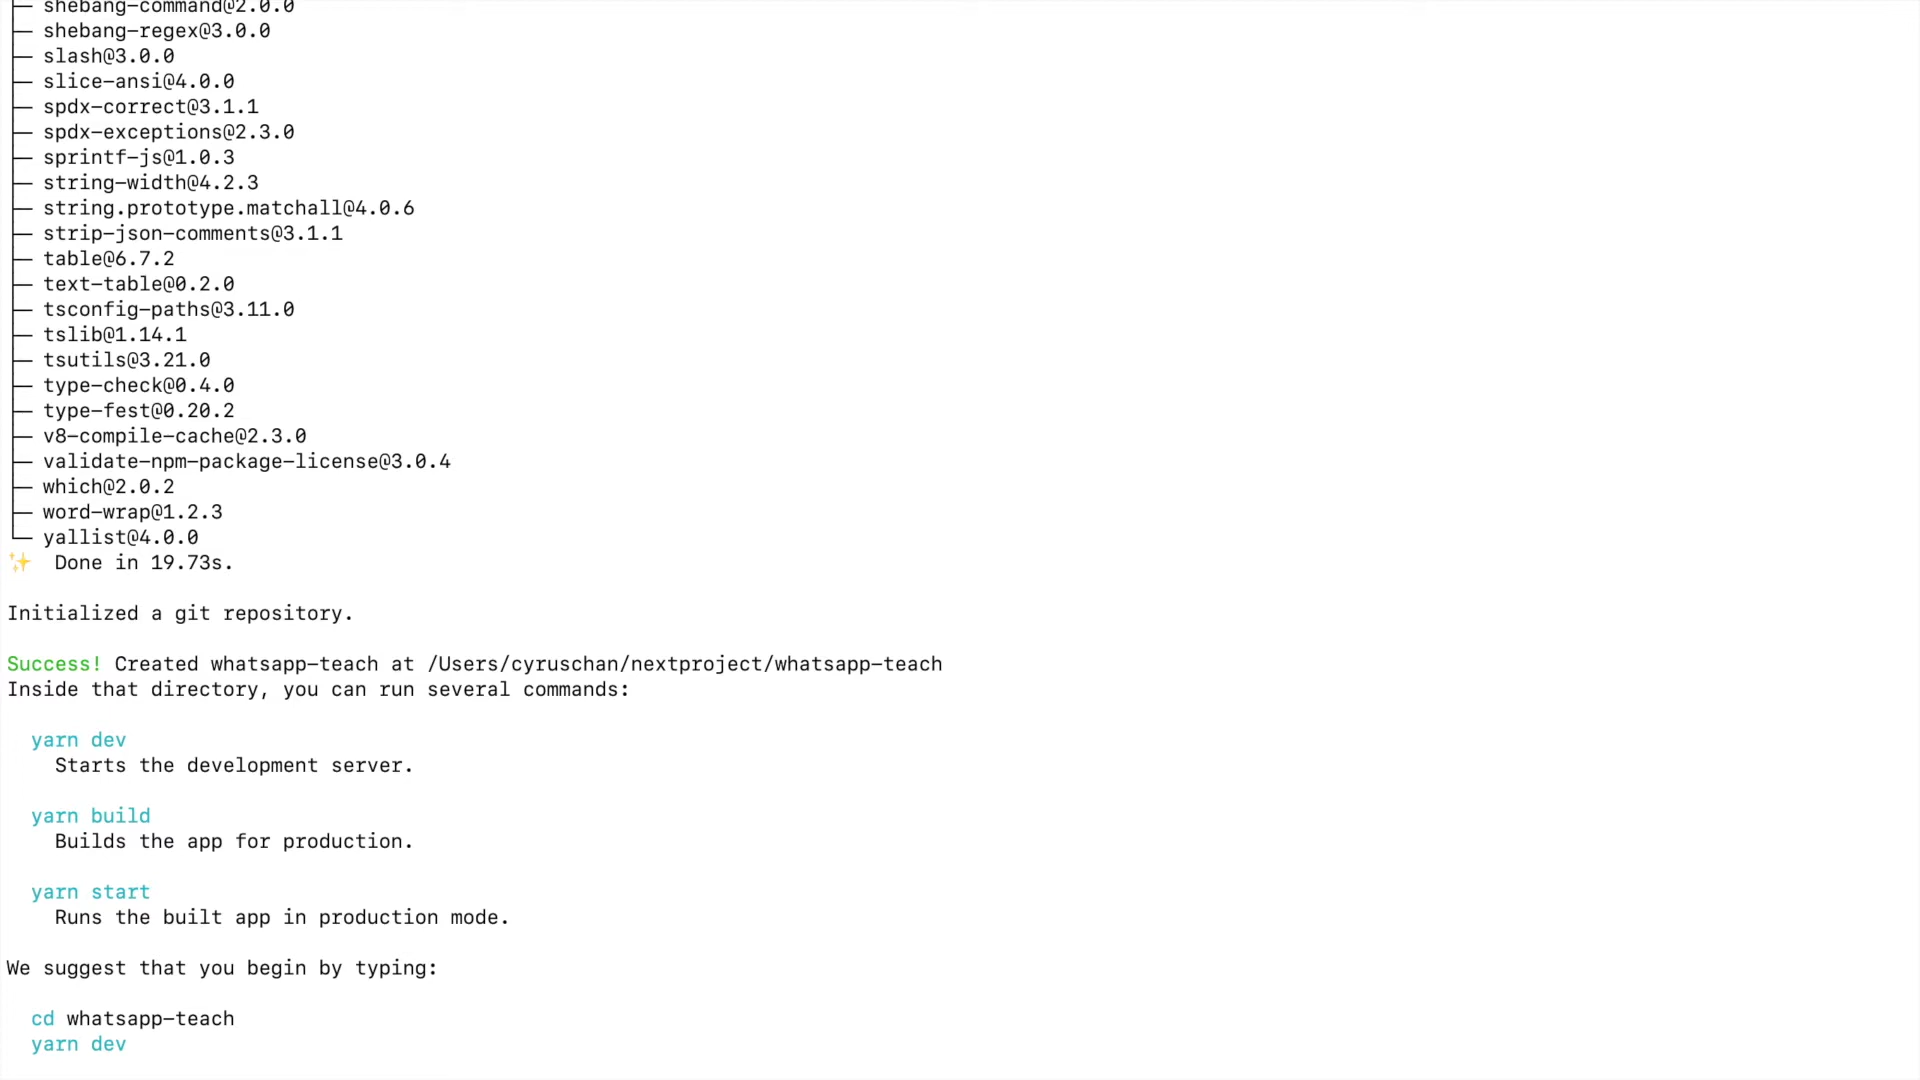 ├─ shebang-command@2.0.0
├─ shebang-regex@3.0.0
├─ slash@3.0.0
├─ slice-ansi@4.0.0
├─ spdx-correct@3.1.1
├─ spdx-exceptions@2.3.0
├─ sprintf-js@1.0.3
├─ string-width@4.2.3
├─ string.prototype.matchall@4.0.6
├─ strip-json-comments@3.1.1
├─ table@6.7.2
├─ text-table@0.2.0
├─ tsconfig-paths@3.11.0
├─ tslib@1.14.1
├─ tsutils@3.21.0
├─ type-check@0.4.0
├─ type-fest@0.20.2
├─ v8-compile-cache@2.3.0
├─ validate-npm-package-license@3.0.4
├─ which@2.0.2
├─ word-wrap@1.2.3
└─ yallist@4.0.0
✨  Done in 19.73s.

Initialized a git repository.

Success! Created whatsapp-teach at /Users/cyruschan/nextproject/whatsapp-teach
Inside that directory, you can run several commands:

  yarn dev
    Starts the development server.

  yarn build
    Builds the app for production.

  yarn start
    Runs the built app in production mode.

We suggest that you begin by typing:

  cd whatsapp-teach
  yarn dev